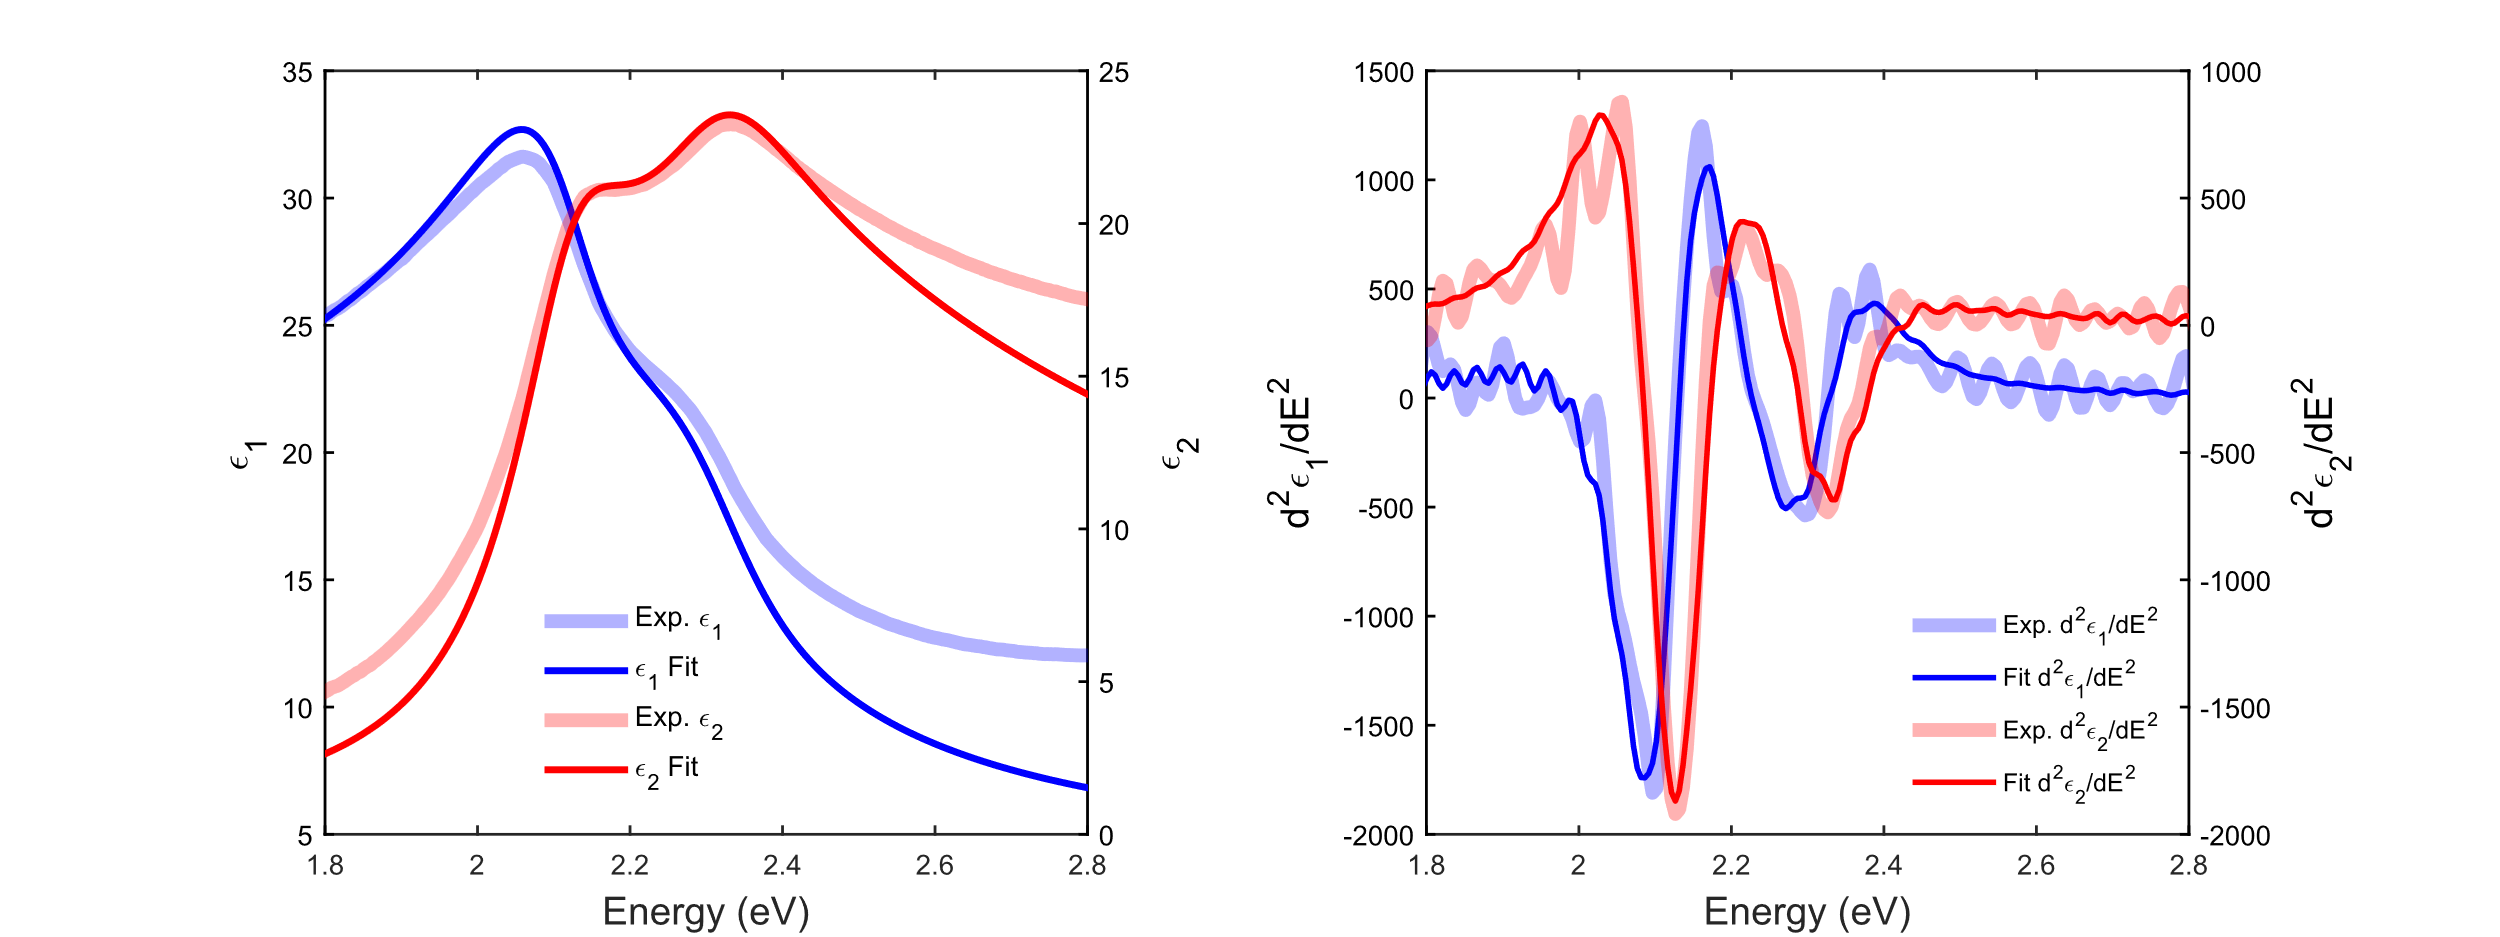 35
30
25
20
15
10
5
ϵ1
25
20
15
10
5
0
ϵ2
1.8
2
2.2
2.4
2.6
2.8
Energy (eV)
Exp. ϵ1
ϵ1 Fit
Exp. ϵ2
ϵ2 Fit
1500
1000
500
0
-500
-1000
-1500
-2000
d2ϵ1/dE2
1000
500
0
-500
-1000
-1500
-2000
d2ϵ2/dE2
1.8
2
2.2
2.4
2.6
2.8
Energy (eV)
Exp. d2ϵ1/dE2
Fit d2ϵ1/dE2
Exp. d2ϵ2/dE2
Fit d2ϵ2/dE2